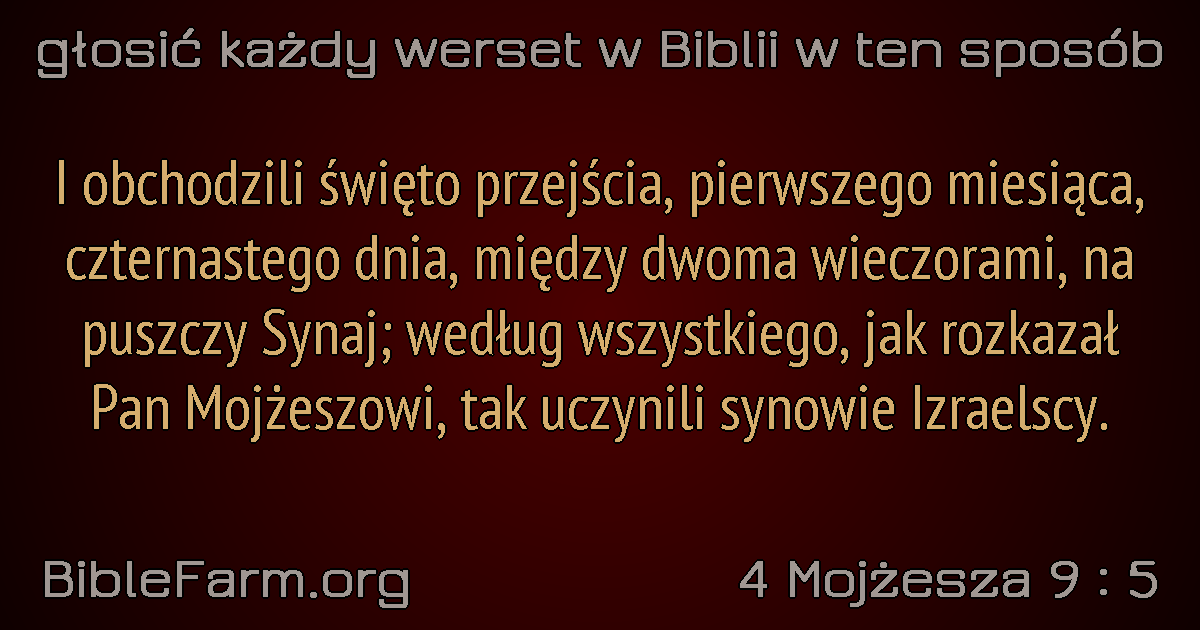 głosić każdy werset w Biblii w ten sposób
I obchodzili święto przejścia, pierwszego miesiąca,
czternastego dnia, między dwoma wieczorami, na
puszczy Synaj; według wszystkiego, jak rozkazał
Pan Mojżeszowi, tak uczynili synowie Izraelscy.
BibleFarm.org
4 Mojżesza 9 : 5